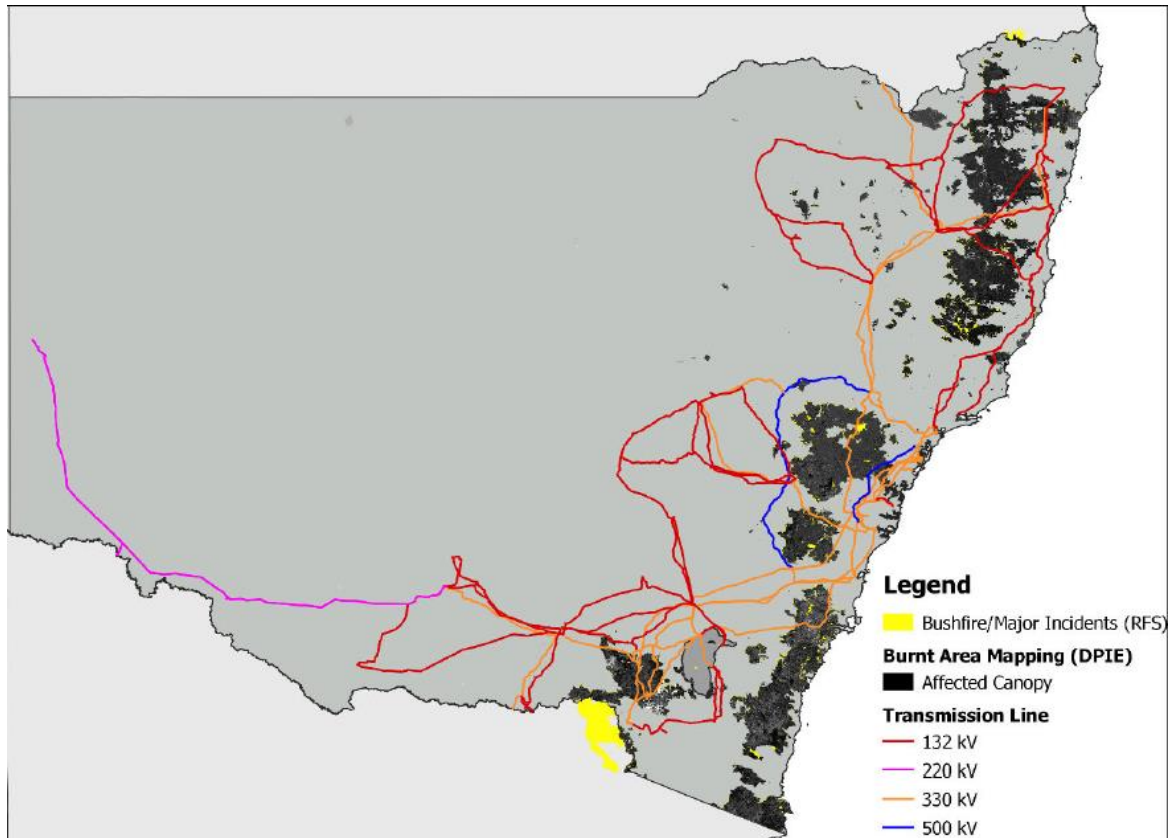 Legend
Bushfire/Major Incidents (RFS)
Burnt Area Mapping (DPIE)
Affected Canopy
Transmission Line
132 kV
220 kV
330 kV
500 kV